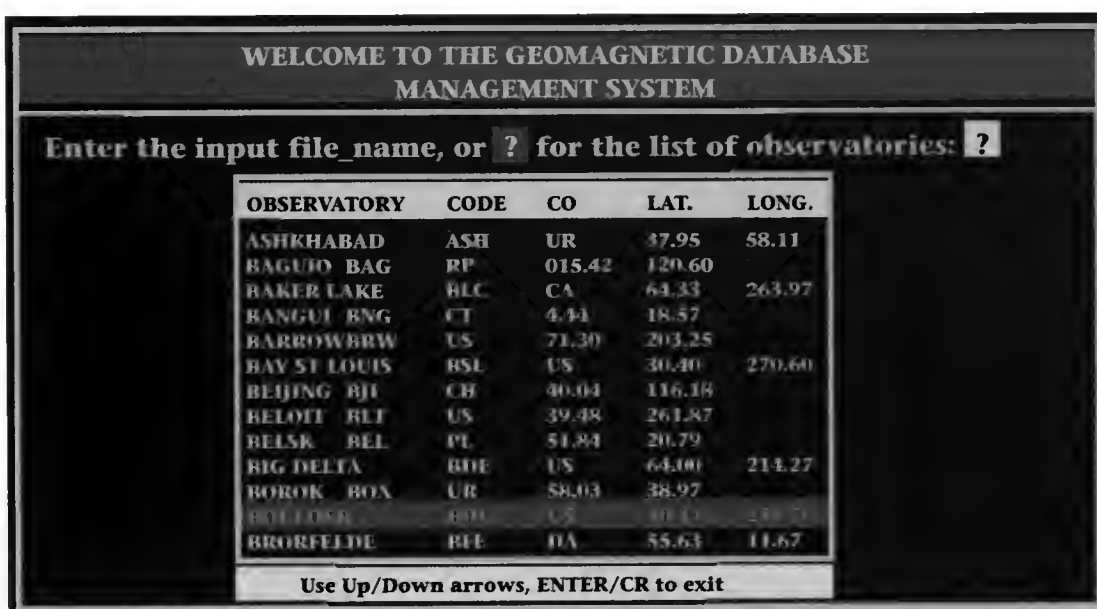 WELCOME TO THE GEOMAGNETIC DATABASE
MANAGEMENT SYSTEM
Enter the input file_name, or ? for the list of observatories: ?
OBSERVATORY CODE CO LAT. LONG.
ASHKHABAD ASH UR 37.95 58.11
BAGUIO BAG RP 015.42 120.60
BAKER LAKE BLC CA 64.33 263.97
BANGUI BNG CT 4.44 18.57
BARROWBRW US 71.30 203.25
BAY ST LOUIS BSL US 30.40 270.60
BEIJING BJI CH 40.04 116.18
BELOIT BLT US 39.48 261.87
BELSK BEL PL 51.84 20.79
BIG DELTA BDE US 64.00 214.27
BOROK BOX UR 58.03 38.97
BRORFELDE BFE DA 55.63 11.67
Use Up/Down arrows, ENTER/CR to exit